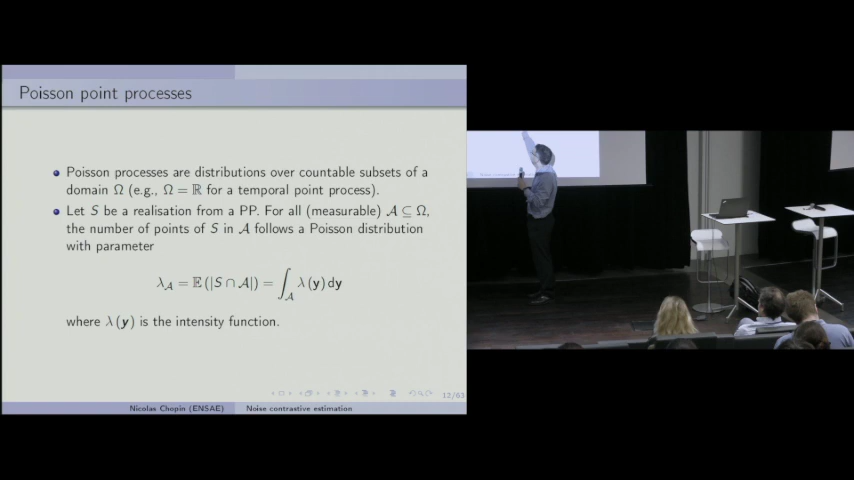 Poisson point processes
Poisson processes are distributions over countable subsets of a
domain Ω (e.g., Ω = ℝ for a temporal point process).
Let S be a realisation from a PP. For all (measurable) 𝒜 ⊆ Ω,
the number of points of S in 𝒜 follows a Poisson distribution
with parameter
λ_𝒜 = 𝔼 (|S ∩ 𝒜|) = ∫_𝒜 λ (y) dy
where λ (y) is the intensity function.
12/63
Nicolas Chopin (ENSAE) Noise contrastive estimation